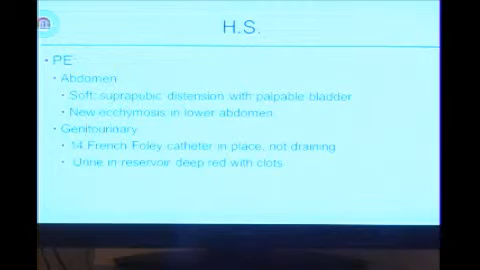 H.S.
• PE
• Abdomen
• Soft: suprapubic distension with palpable bladder
• New ecchymosis in lower abdomen
• Genitourinary
• 14 French Foley catheter in place, not draining
• Urine in reservoir deep red with clots